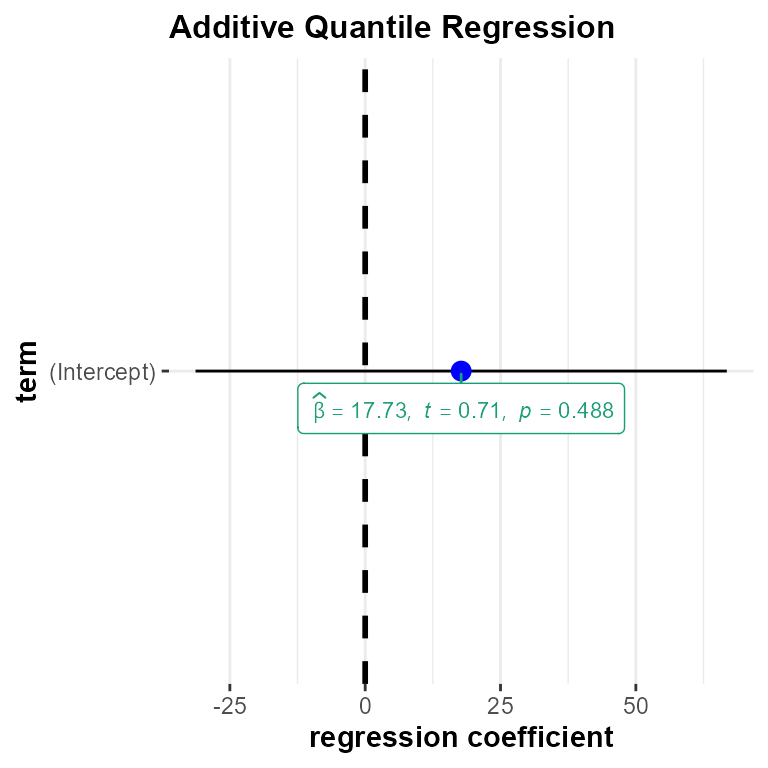 Additive Quantile Regression
term
(Intercept)
β̂ = 17.73, t = 0.71, p = 0.488
-25 0 25 50
regression coefficient